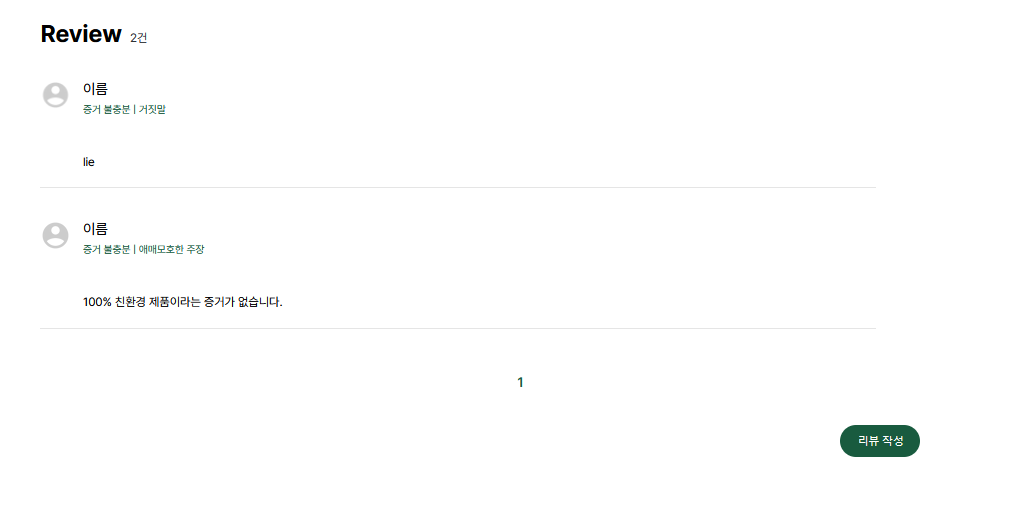 Review 2건
이름
증거 불충분 | 거짓말
lie
이름
증거 불충분 | 애매모호한 주장
100% 친환경 제품이라는 증거가 없습니다.
1
리뷰 작성